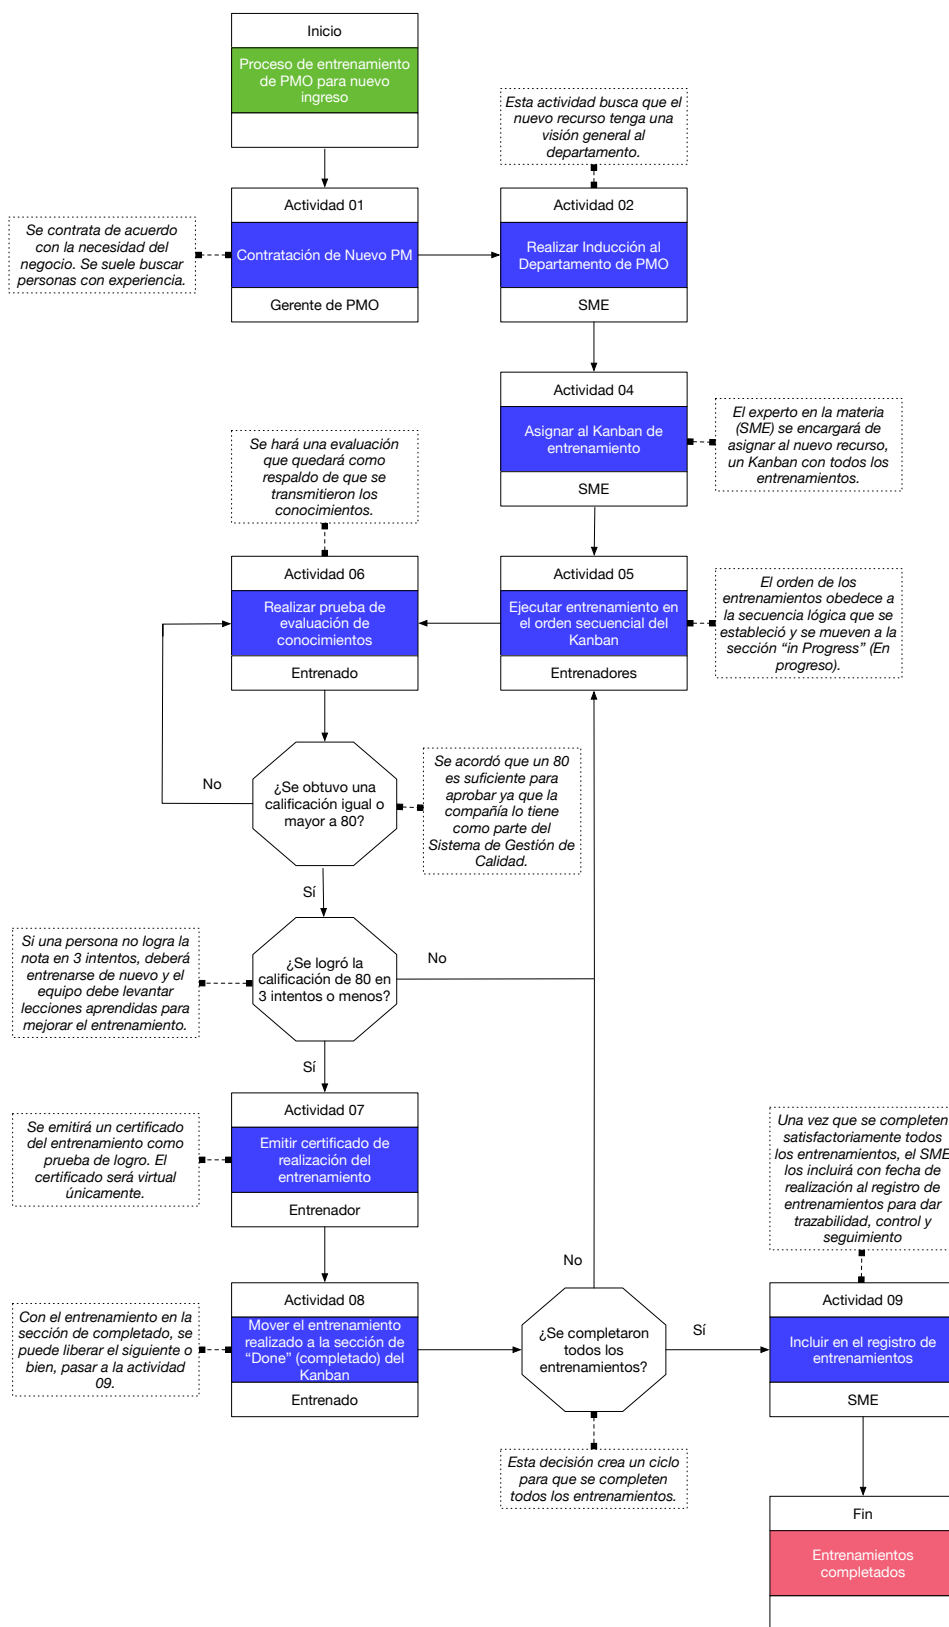 Inicio
Proceso de entrenamiento
de PMO para nuevo
ingreso
Esta actividad busca que el
nuevo recurso tenga una
visión general al
departamento.
Se contrata de acuerdo
con la necesidad del
negocio. Se suele buscar
personas con experiencia.
Actividad 01
Contratación de Nuevo PM
Gerente de PMO
Actividad 02
Realizar Inducción al
Departamento de PMO
SME
Actividad 04
Asignar al Kanban de
entrenamiento
SME
El experto en la materia
(SME) se encargará de
asignar al nuevo recurso,
un Kanban con todos los
entrenamientos.
Se hará una evaluación
que quedará como
respaldo de que se
transmitieron los
conocimientos.
Actividad 06
Realizar prueba de
evaluación de
conocimientos
Entrenado
Actividad 05
Ejecutar entrenamiento en
el orden secuencial del
Kanban
Entrenadores
El orden de los
entrenamientos obedece a
la secuencia lógica que se
estableció y se mueven a la
sección “in Progress” (En
progreso).
No
¿Se obtuvo una
calificación igual o
mayor a 80?
Se acordó que un 80
es suficiente para
aprobar ya que la
compañía lo tiene
como parte del
Sistema de Gestión de
Calidad.
Sí
Si una persona no logra la
nota en 3 intentos, deberá
entrenarse de nuevo y el
equipo debe levantar
lecciones aprendidas para
mejorar el entrenamiento.
¿Se logró la
calificación de 80 en
3 intentos o menos?
No
Sí
Se emitirá un certificado
del entrenamiento como
prueba de logro. El
certificado será virtual
únicamente.
Actividad 07
Emitir certificado de
realización del
entrenamiento
Entrenador
Una vez que se completen
satisfactoriamente todos
los entrenamientos, el SME
los incluirá con fecha de
realización al registro de
entrenamientos para dar
trazabilidad, control y
seguimiento
Con el entrenamiento en la
sección de completado, se
puede liberar el siguiente o
bien, pasar a la actividad
09.
Actividad 08
Mover el entrenamiento
realizado a la sección de
“Done” (completado) del
Kanban
Entrenado
No
¿Se completaron
todos los
entrenamientos?
Sí
Actividad 09
Incluir en el registro de
entrenamientos
SME
Esta decisión crea un ciclo
para que se completen
todos los entrenamientos.
Fin
Entrenamientos
completados